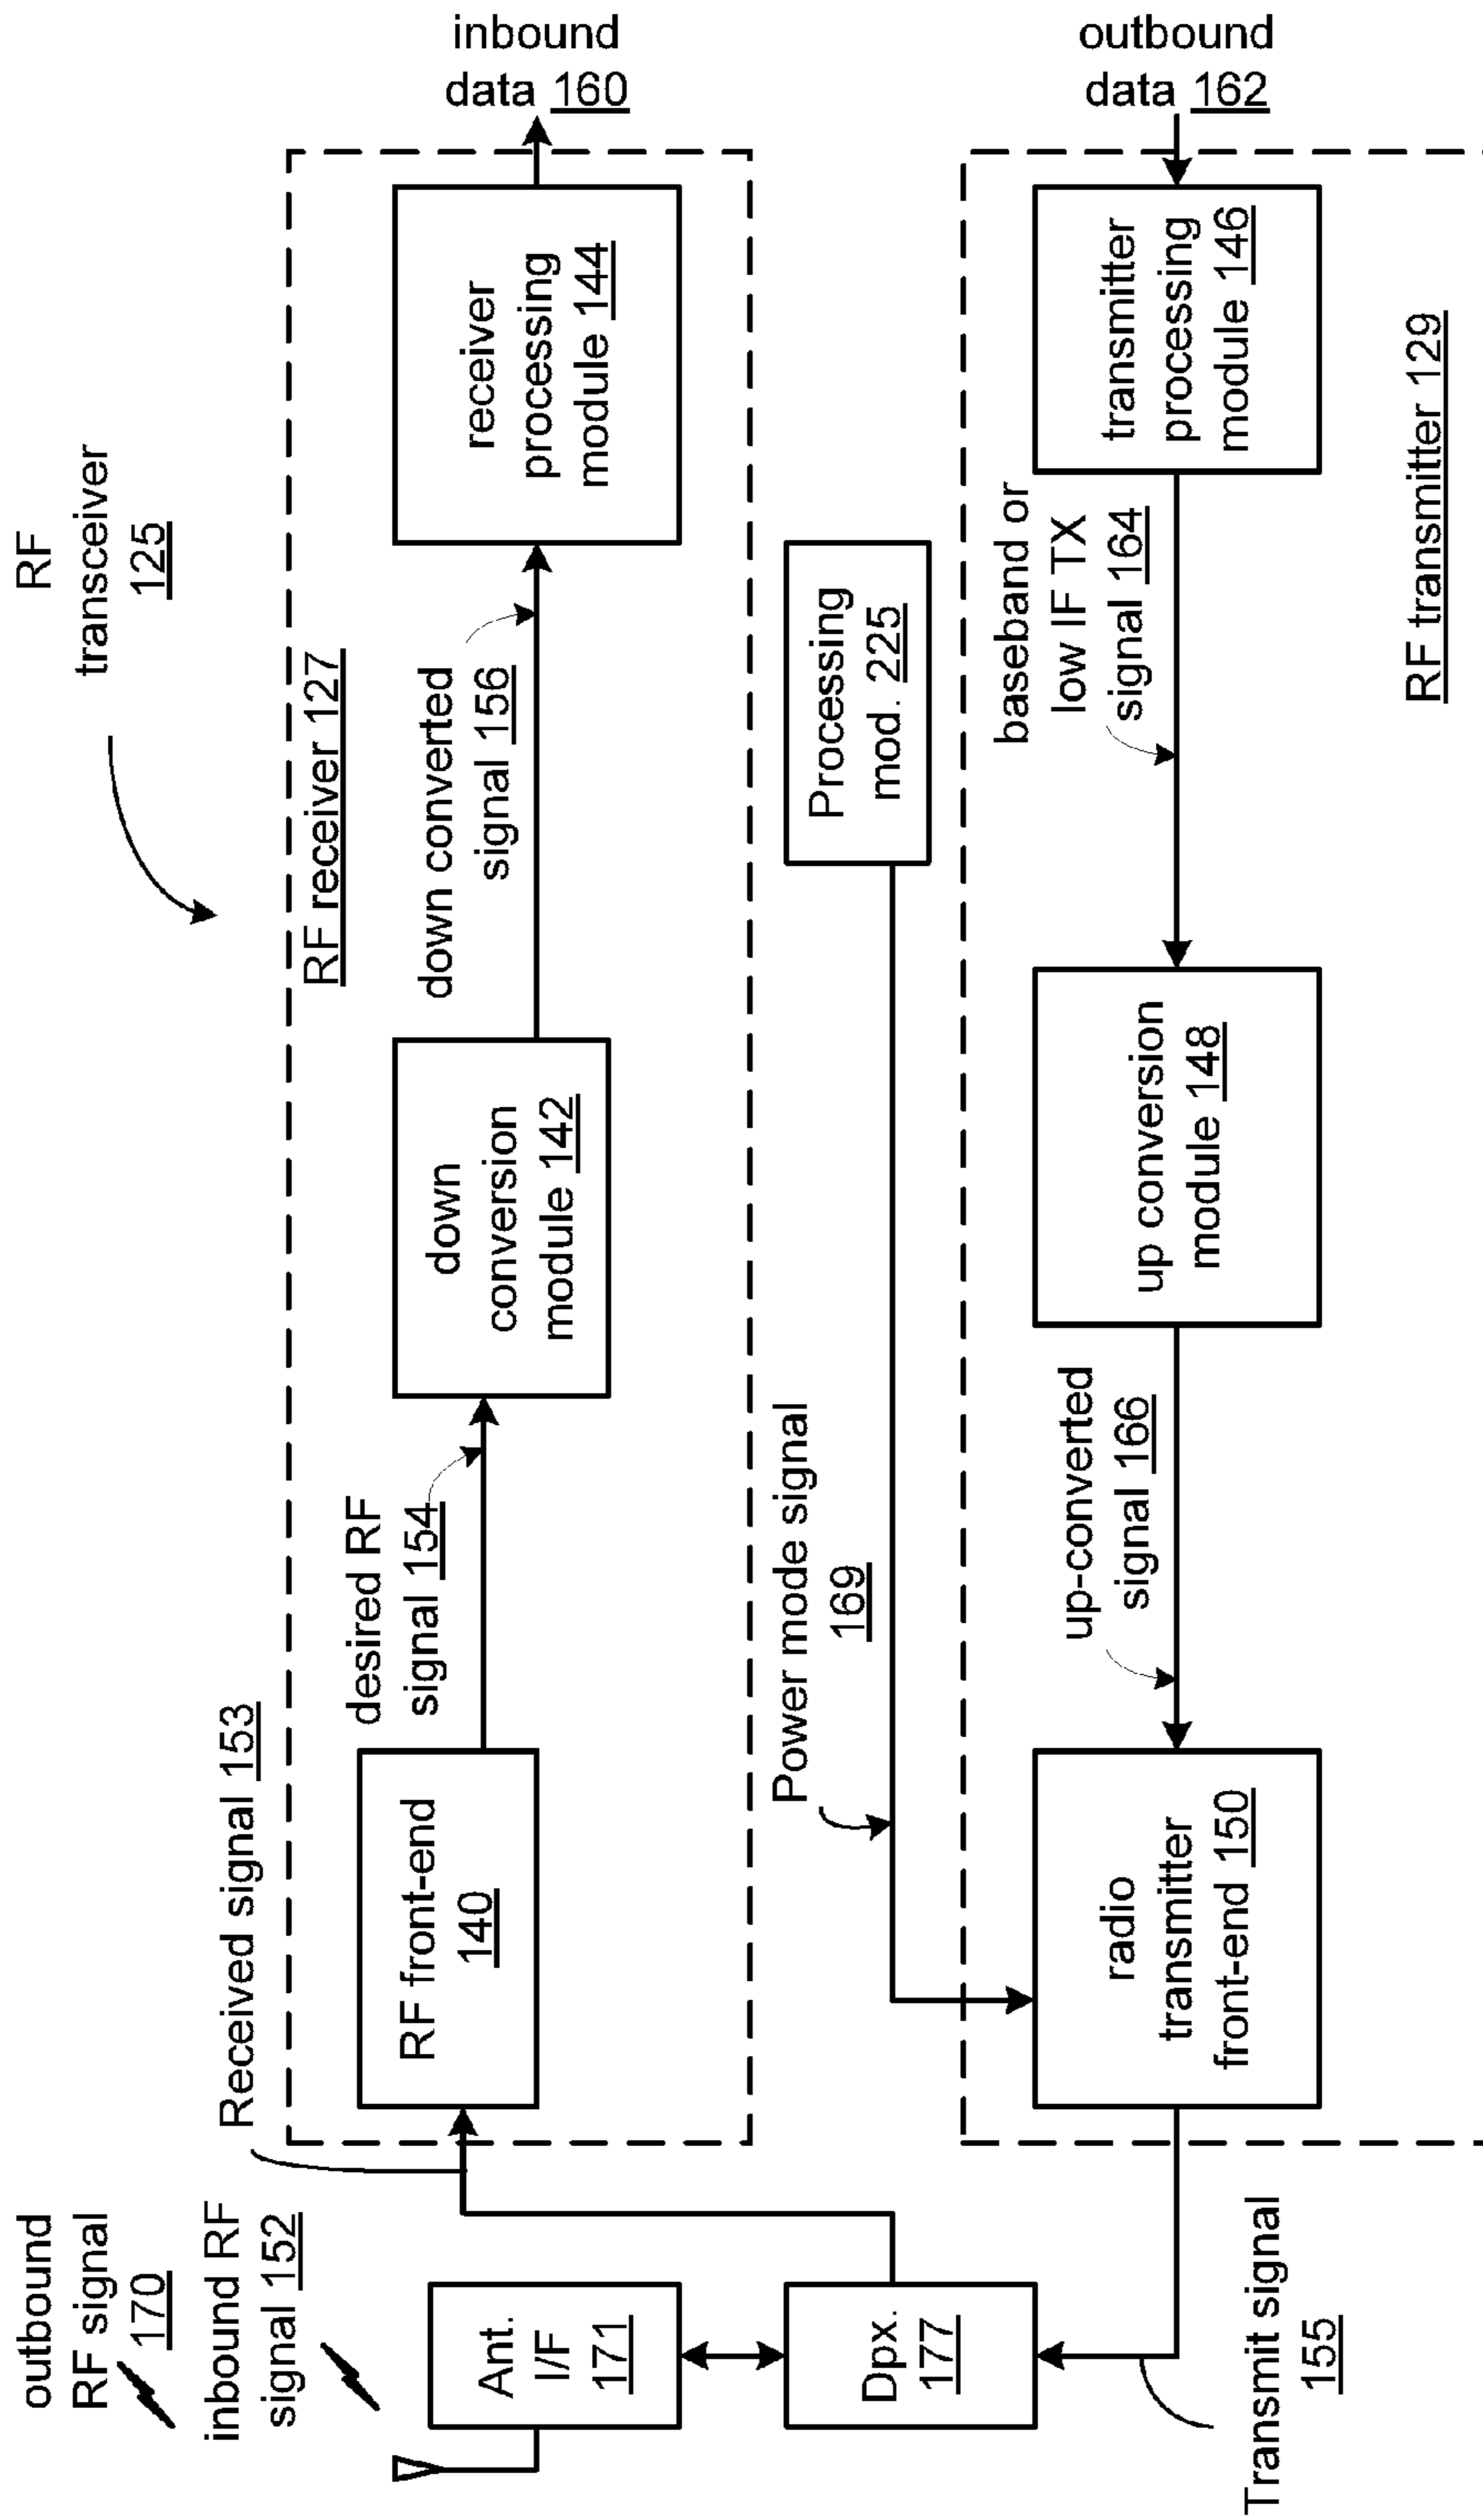 RF
transceiver
125
outbound
RF signal
170
inbound RF
signal 152
Received signal 153
RF receiver 127
desired RF
signal 154
down converted
signal 156
inbound
data 160
Ant.
I/F
171
RF front-end
140
down
conversion
module 142
receiver
processing
module 144
Dpx.
177
Power mode signal
169
Processing
mod. 225
up-converted
signal 166
baseband or
low IF TX
signal 164
outbound
data 162
radio
transmitter
front-end 150
up conversion
module 148
transmitter
processing
module 146
Transmit signal
155
RF transmitter 129